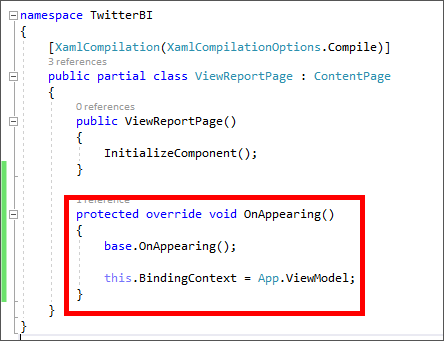 namespace TwitterBI
{
[XamlCompilation(XamlCompilationOptions.Compile)]
3 references
public partial class ViewReportPage : ContentPage
{
0 references
public ViewReportPage()
{
InitializeComponent();
}
1 reference
protected override void OnAppearing()
{
base.OnAppearing();
this.BindingContext = App.ViewModel;
}
}
}